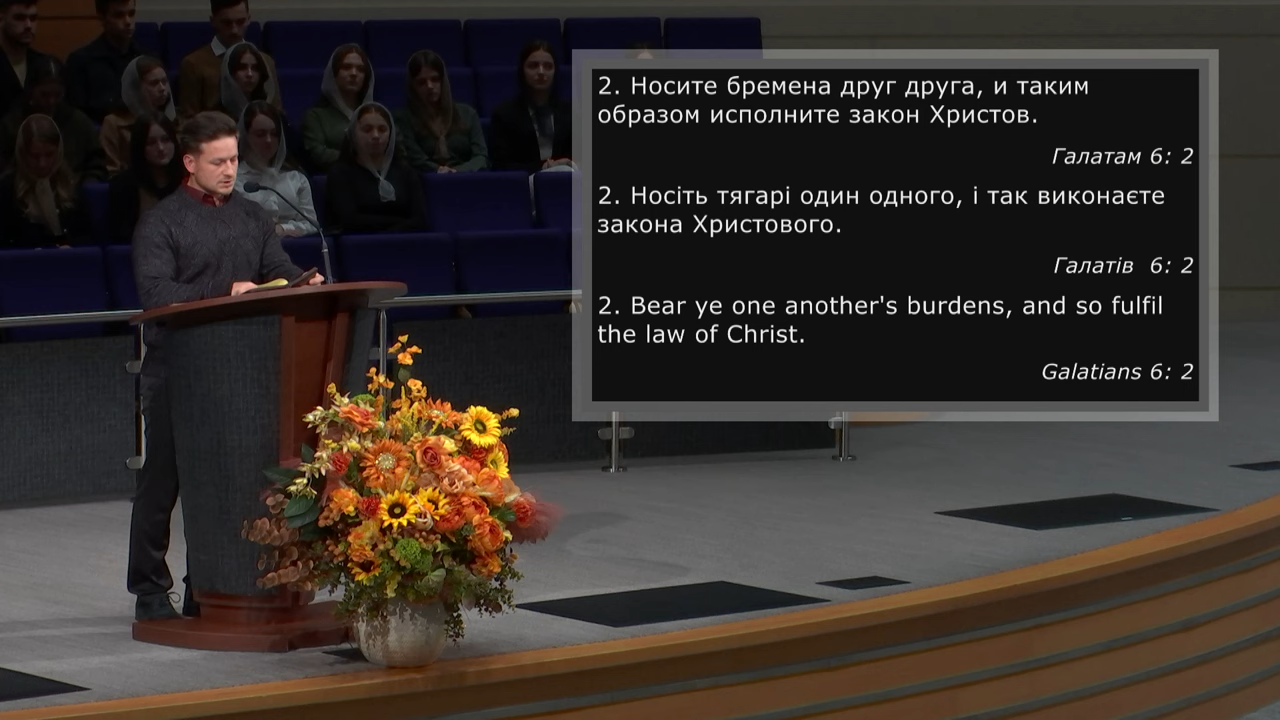 2. Носите бремена друг друга, и таким
образом исполните закон Христов.
Галатам 6: 2
2. Носіть тягарі один одного, і так виконаєте
закона Христового.
Галатів 6: 2
2. Bear ye one another's burdens, and so fulfil
the law of Christ.
Galatians 6: 2